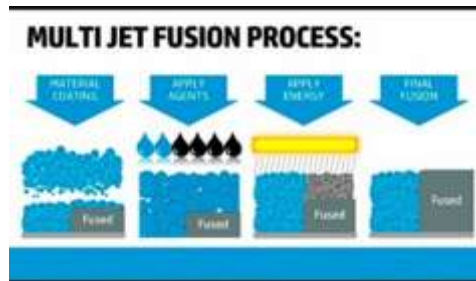 MULTI JET FUSION PROCESS:
MATERIAL
COATING
APPLY
AGENTS
APPLY
ENERGY
FINAL
FUSION
Fused
Fused
Fused
Fused